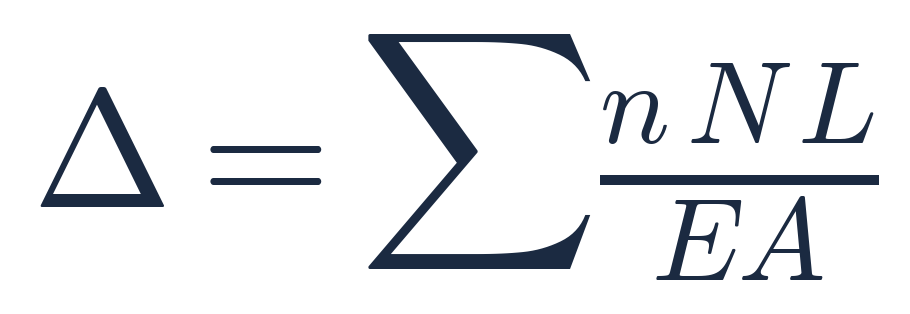 Δ = ∑ nNL / EA